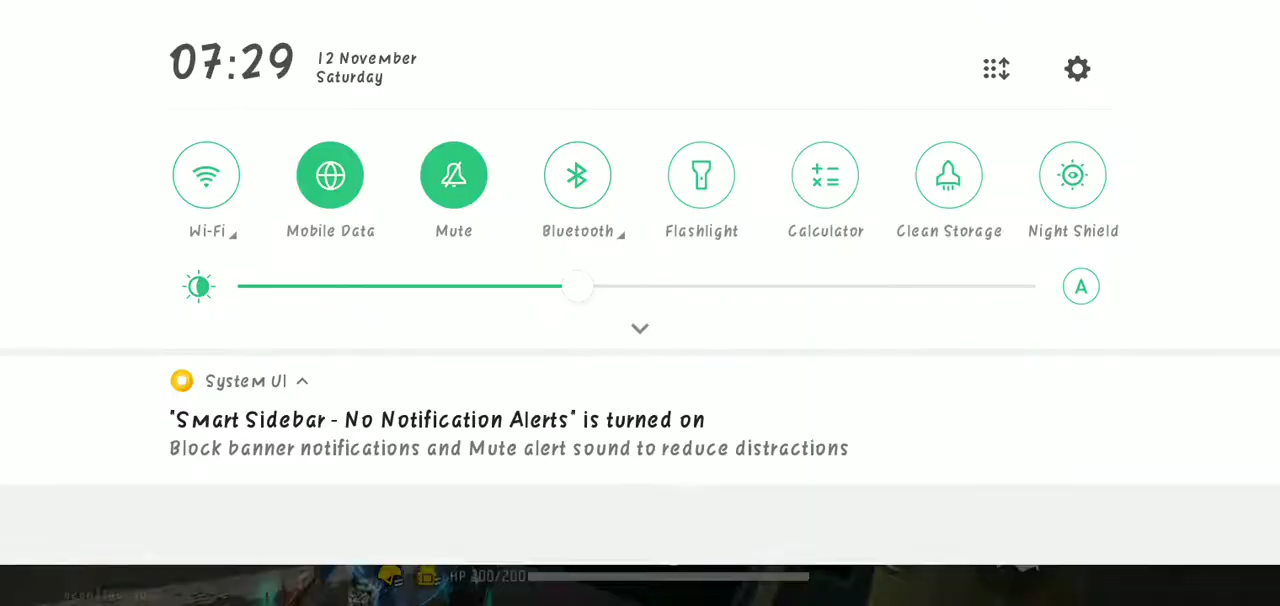 07:29
12 November
Saturday
Wi-Fi
Mobile Data
Mute
Bluetooth
Flashlight
Calculator
Clean Storage
Night Shield
A
System UI
"Smart Sidebar - No Notification Alerts" is turned on
Block banner notifications and Mute alert sound to reduce distractions
HP 200/200